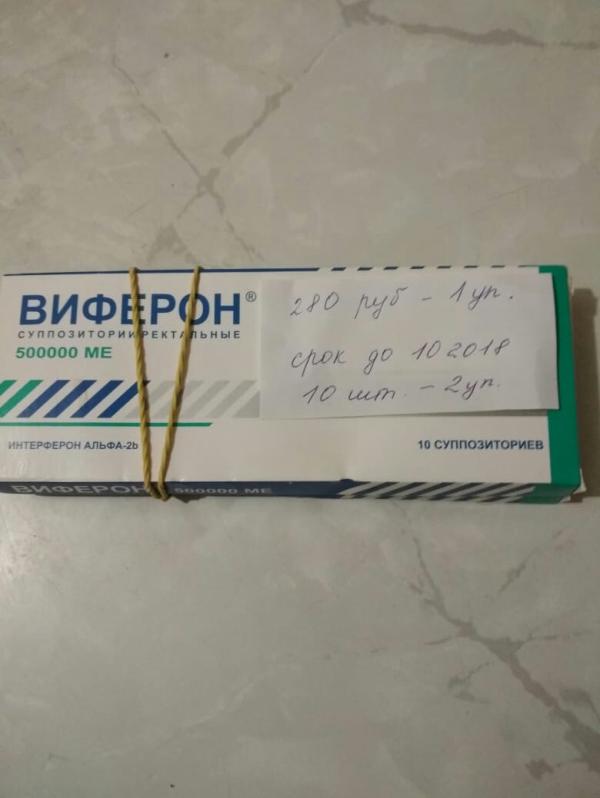 ВИФЕРОН®
СУППОЗИТОРИИ РЕКТАЛЬНЫЕ
500000 МЕ
280 руб - 1 уп.
срок до 10 2018
10 шт. - 2 уп.
ИНТЕРФЕРОН АЛЬФА-2b
10 СУППОЗИТОРИЕВ
ВИФЕРОН 500000 МЕ